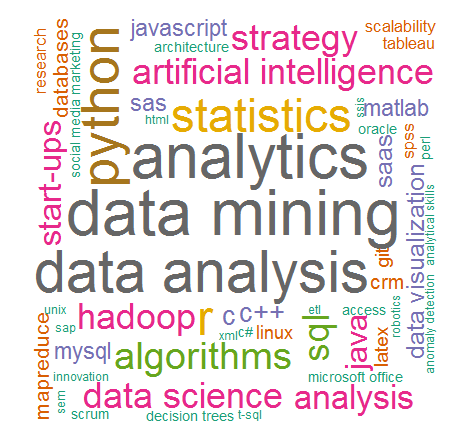 javascript
scalability
architecture
strategy
tableau
research
databases
social media marketing
python
artificial intelligence
sas
html
statistics
ssis
matlab
oracle
spss
perl
start-ups
analytics
saas
data mining
data visualization
analytical skills
git
data analysis
crm
anomaly detection
robotics
unix
sap
hadoop
r
c
c++
xml
c#
linux
etl
sql
access
java
latex
mapreduce
mysql
algorithms
innovation
microsoft office
sem
data science
analysis
scrum
decision trees
t-sql